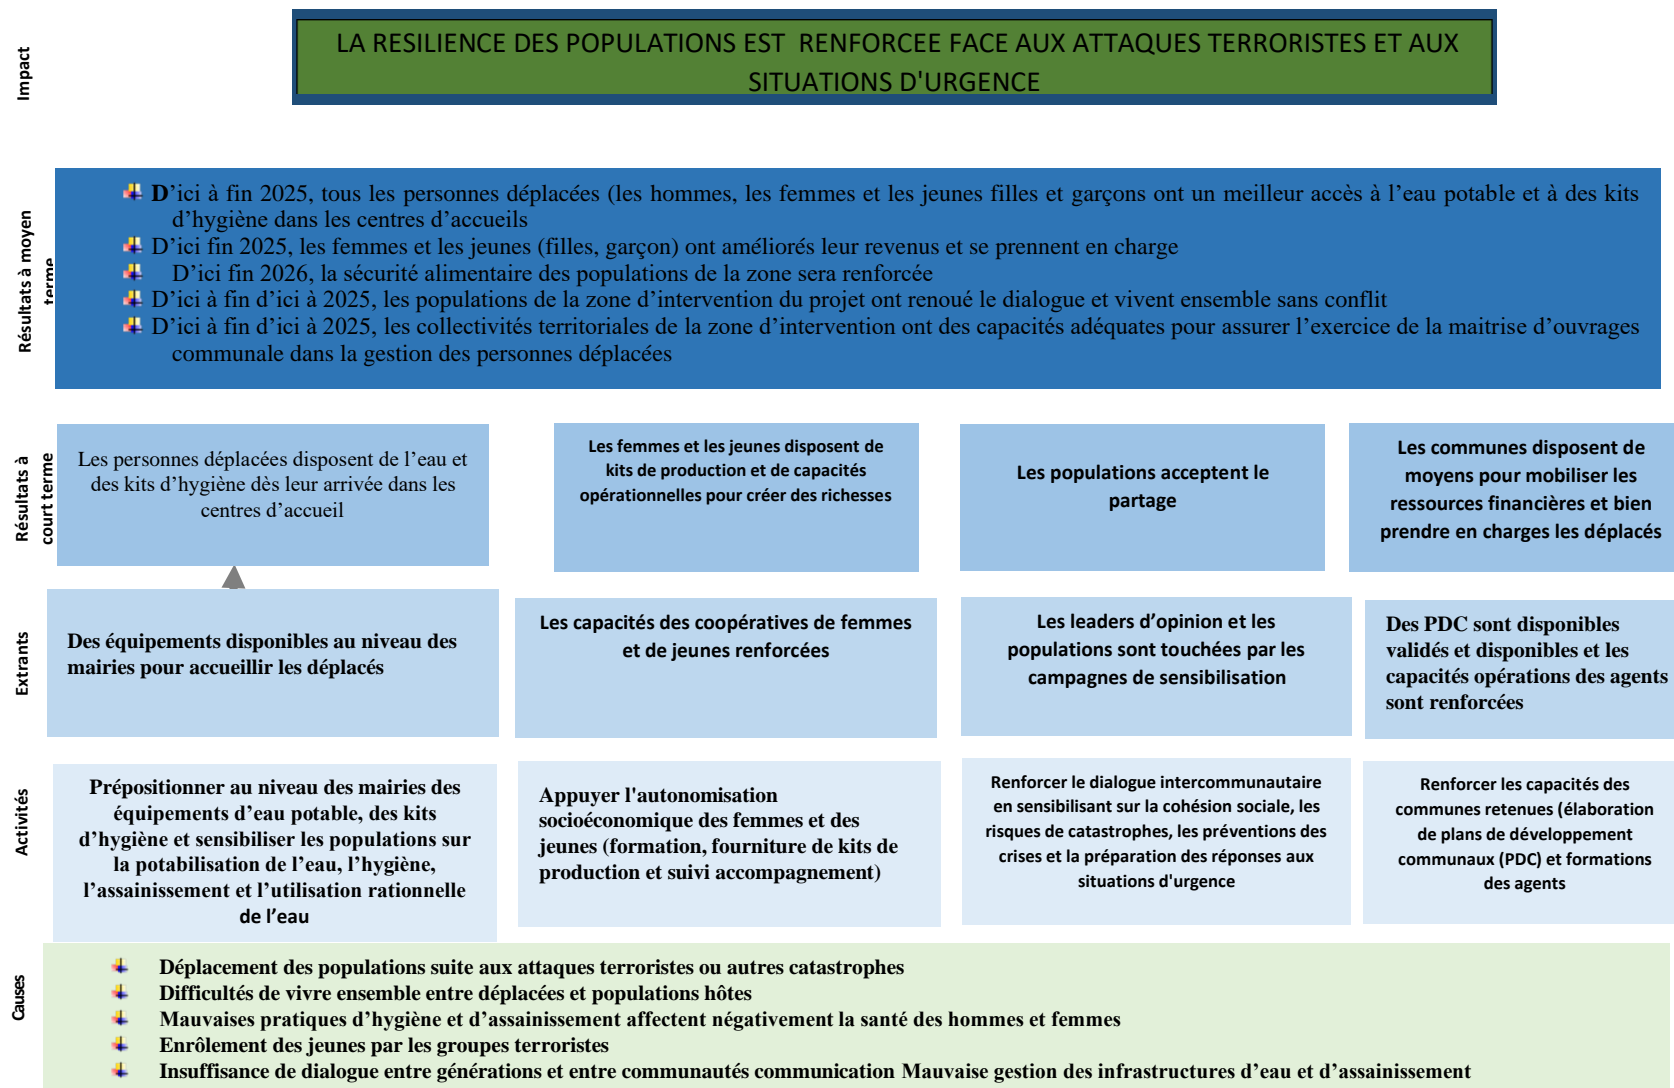 Impact
LA RESILIENCE DES POPULATIONS EST RENFORCEE FACE AUX ATTAQUES TERRORISTES ET AUX
SITUATIONS D'URGENCE
Résultats à moyen
terme
D’ici à fin 2025, tous les personnes déplacées (les hommes, les femmes et les jeunes filles et garçons ont un meilleur accès à l’eau potable et à des kits
d’hygiène dans les centres d’accueils
D’ici fin 2025, les femmes et les jeunes (filles, garçon) ont améliorés leur revenus et se prennent en charge
D’ici fin 2026, la sécurité alimentaire des populations de la zone sera renforcée
D’ici à fin d’ici à 2025, les populations de la zone d’intervention du projet ont renoué le dialogue et vivent ensemble sans conflit
D’ici à fin d’ici à 2025, les collectivités territoriales de la zone d’intervention ont des capacités adéquates pour assurer l’exercice de la maitrise d’ouvrages
communale dans la gestion des personnes déplacées
Résultats à
court terme
Les personnes déplacées disposent de l’eau et
des kits d’hygiène dès leur arrivée dans les
centres d’accueil
Les femmes et les jeunes disposent de
kits de production et de capacités
opérationnelles pour créer des richesses
Les populations acceptent le
partage
Les communes disposent de
moyens pour mobiliser les
ressources financières et bien
prendre en charges les déplacés
Extrants
Des équipements disponibles au niveau des
mairies pour accueillir les déplacés
Les capacités des coopératives de femmes
et de jeunes renforcées
Les leaders d’opinion et les
populations sont touchées par les
campagnes de sensibilisation
Des PDC sont disponibles
validés et disponibles et les
capacités opérations des agents
sont renforcées
Activités
Prépositionner au niveau des mairies des
équipements d’eau potable, des kits
d’hygiène et sensibiliser les populations sur
la potabilisation de l’eau, l’hygiène,
l’assainissement et l’utilisation rationnelle
de l’eau
Appuyer l'autonomisation
socioéconomique des femmes et des
jeunes (formation, fourniture de kits de
production et suivi accompagnement)
Renforcer le dialogue intercommunautaire
en sensibilisant sur la cohésion sociale, les
risques de catastrophes, les préventions des
crises et la préparation des réponses aux
situations d'urgence
Renforcer les capacités des
communes retenues (élaboration
de plans de développement
communaux (PDC) et formations
des agents
Causes
Déplacement des populations suite aux attaques terroristes ou autres catastrophes
Difficultés de vivre ensemble entre déplacées et populations hôtes
Mauvaises pratiques d’hygiène et d’assainissement affectent négativement la santé des hommes et femmes
Enrôlement des jeunes par les groupes terroristes
Insuffisance de dialogue entre générations et entre communautés communication Mauvaise gestion des infrastructures d’eau et d’assainissement